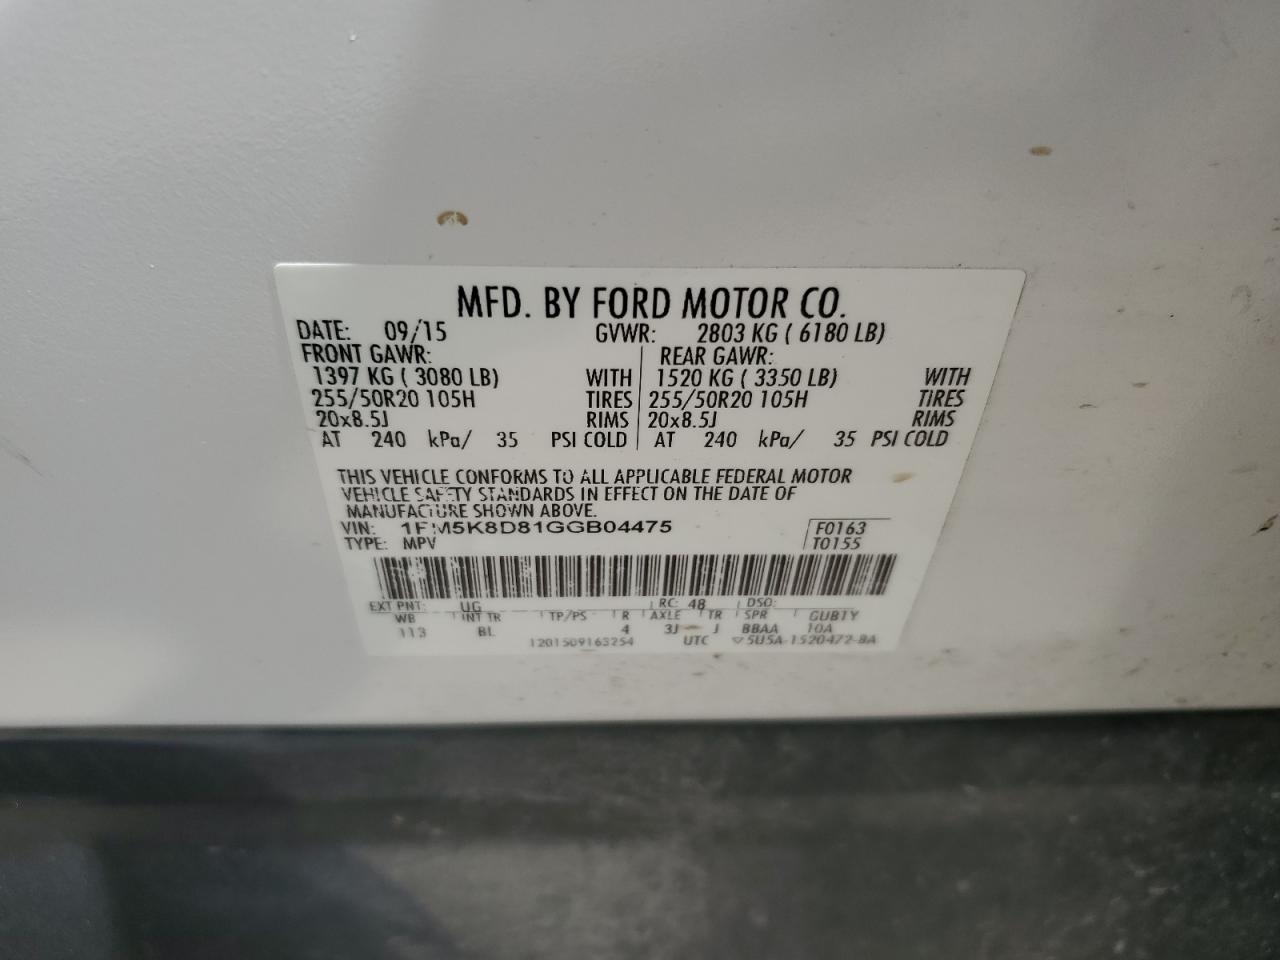 MFD. BY FORD MOTOR CO.
DATE: 09/15 GVWR: 2803 KG ( 6180 LB)
FRONT GAWR: REAR GAWR:
1397 KG ( 3080 LB) WITH 1520 KG ( 3350 LB) WITH
255/50R20 105H TIRES 255/50R20 105H TIRES
20x8.5J RIMS 20x8.5J RIMS
AT 240 kPa/ 35 PSI COLD AT 240 kPa/ 35 PSI COLD
THIS VEHICLE CONFORMS TO ALL APPLICABLE FEDERAL MOTOR
VEHICLE SAFETY STANDARDS IN EFFECT ON THE DATE OF
MANUFACTURE SHOWN ABOVE.
VIN: 1FM5K8D81GGB04475 F0163
TYPE: MPV T0155
EXT PNT: UG RC: 48 DSO:
WB INT TR TP/PS R AXLE TR SPR GUBTY
113 BL 4 3J J BBAA 10A
1201509163254 UTC ▽5U5A-1520472-BA